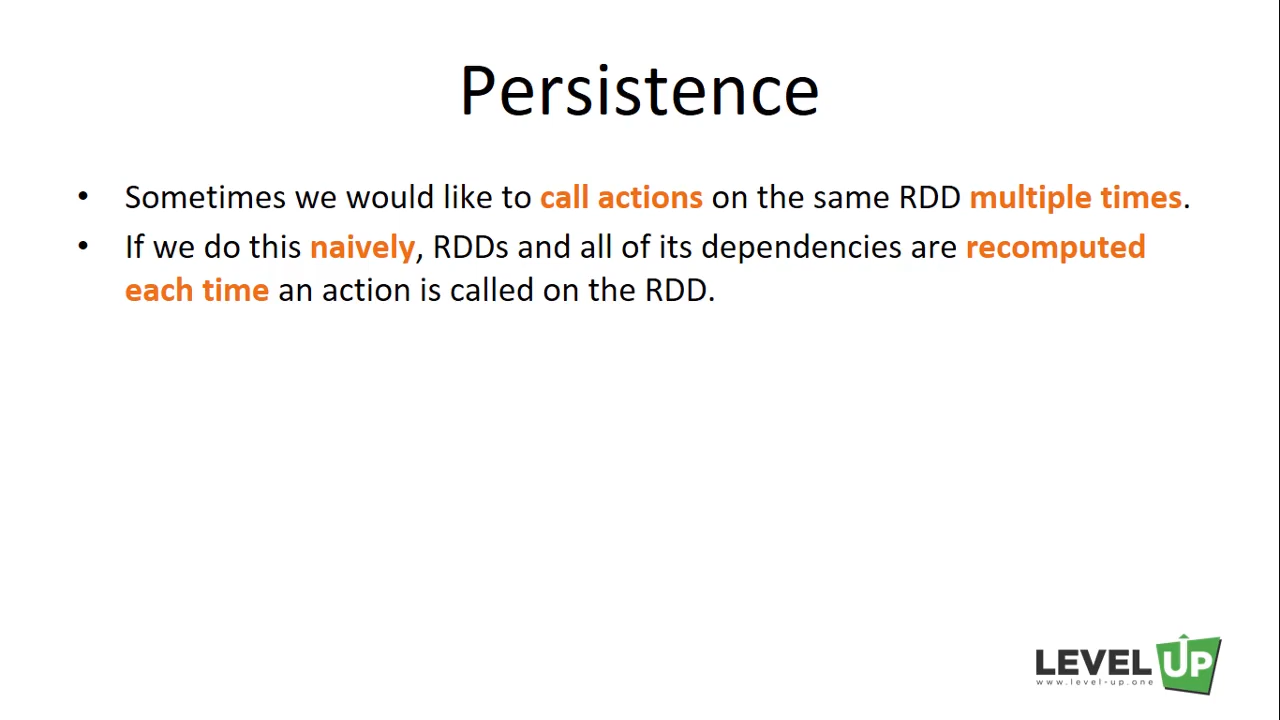 Persistence
• Sometimes we would like to call actions on the same RDD multiple times.
• If we do this naively, RDDs and all of its dependencies are recomputed
each time an action is called on the RDD.
LEVEL UP
www.level-up.one